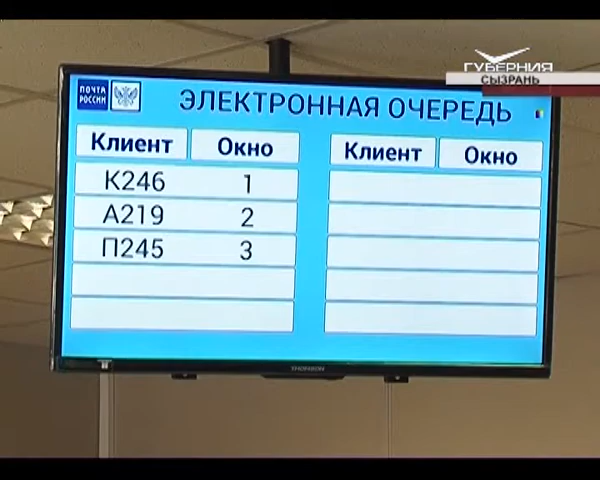 ГУБЕРНИЯ
СЫЗРАНЬ
ПОЧТА
РОССИИ
ЭЛЕКТРОННАЯ ОЧЕРЕДЬ
Клиент Окно Клиент Окно
К246 1
А219 2
П245 3
THOMSON